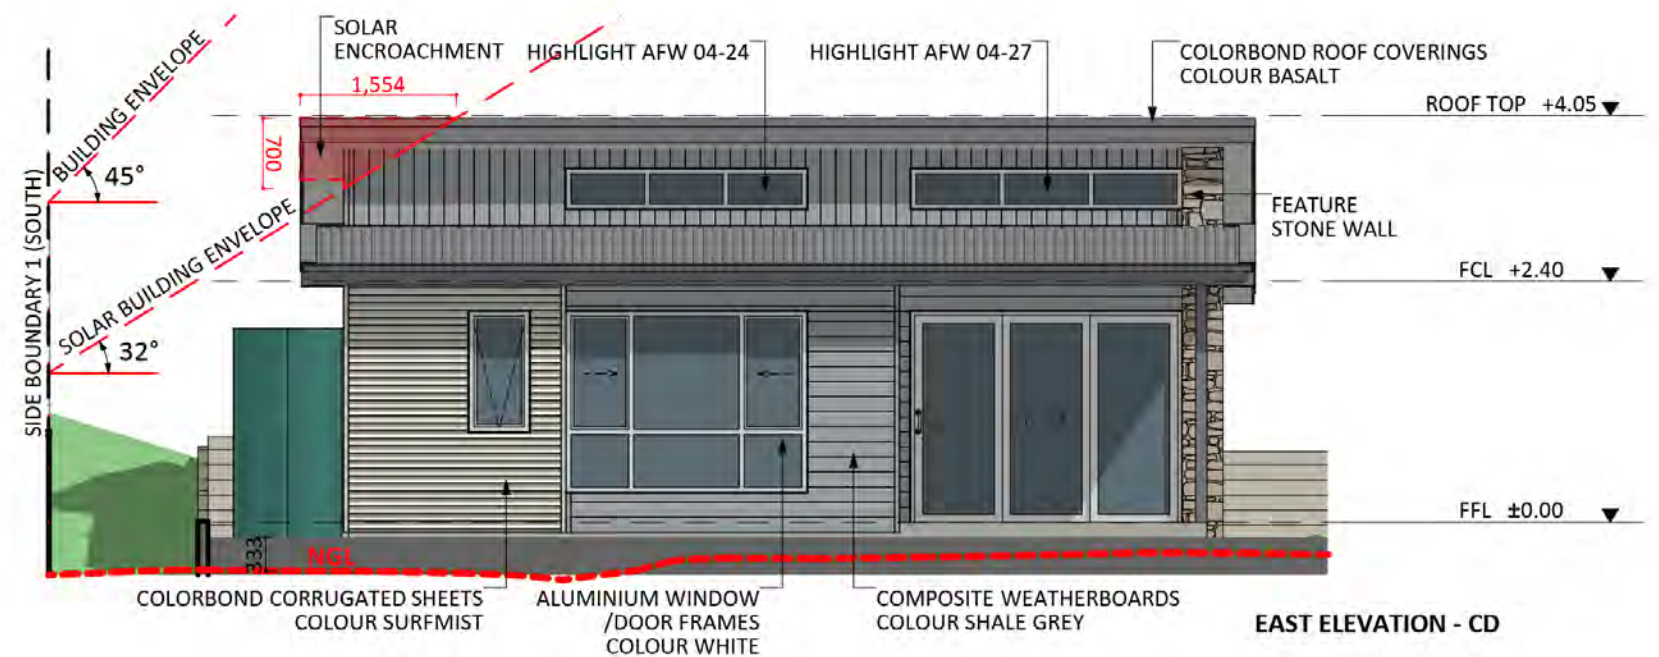 SOLAR
ENCROACHMENT
HIGHLIGHT AFW 04-24
HIGHLIGHT AFW 04-27
COLORBOND ROOF COVERINGS
COLOUR BASALT
1,554
ROOF TOP +4.05
BUILDING ENVELOPE
700
45°
SIDE BOUNDARY 1 (SOUTH)
FEATURE
STONE WALL
SOLAR BUILDING ENVELOPE
FCL +2.40
32°
FFL ±0.00
333
NGL
COLORBOND CORRUGATED SHEETS
COLOUR SURFMIST
ALUMINIUM WINDOW
/DOOR FRAMES
COLOUR WHITE
COMPOSITE WEATHERBOARDS
COLOUR SHALE GREY
EAST ELEVATION - CD